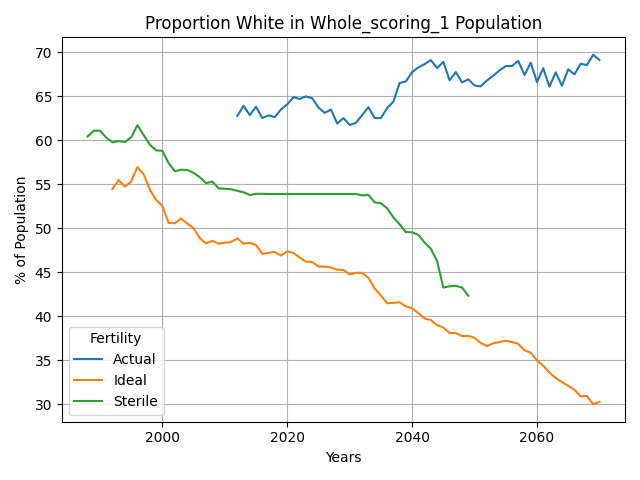 Proportion White in Whole_scoring_1 Population
% of Population
70
65
60
55
50
45
40
35
30
Fertility
Actual
Ideal
Sterile
2000
2020
2040
2060
Years